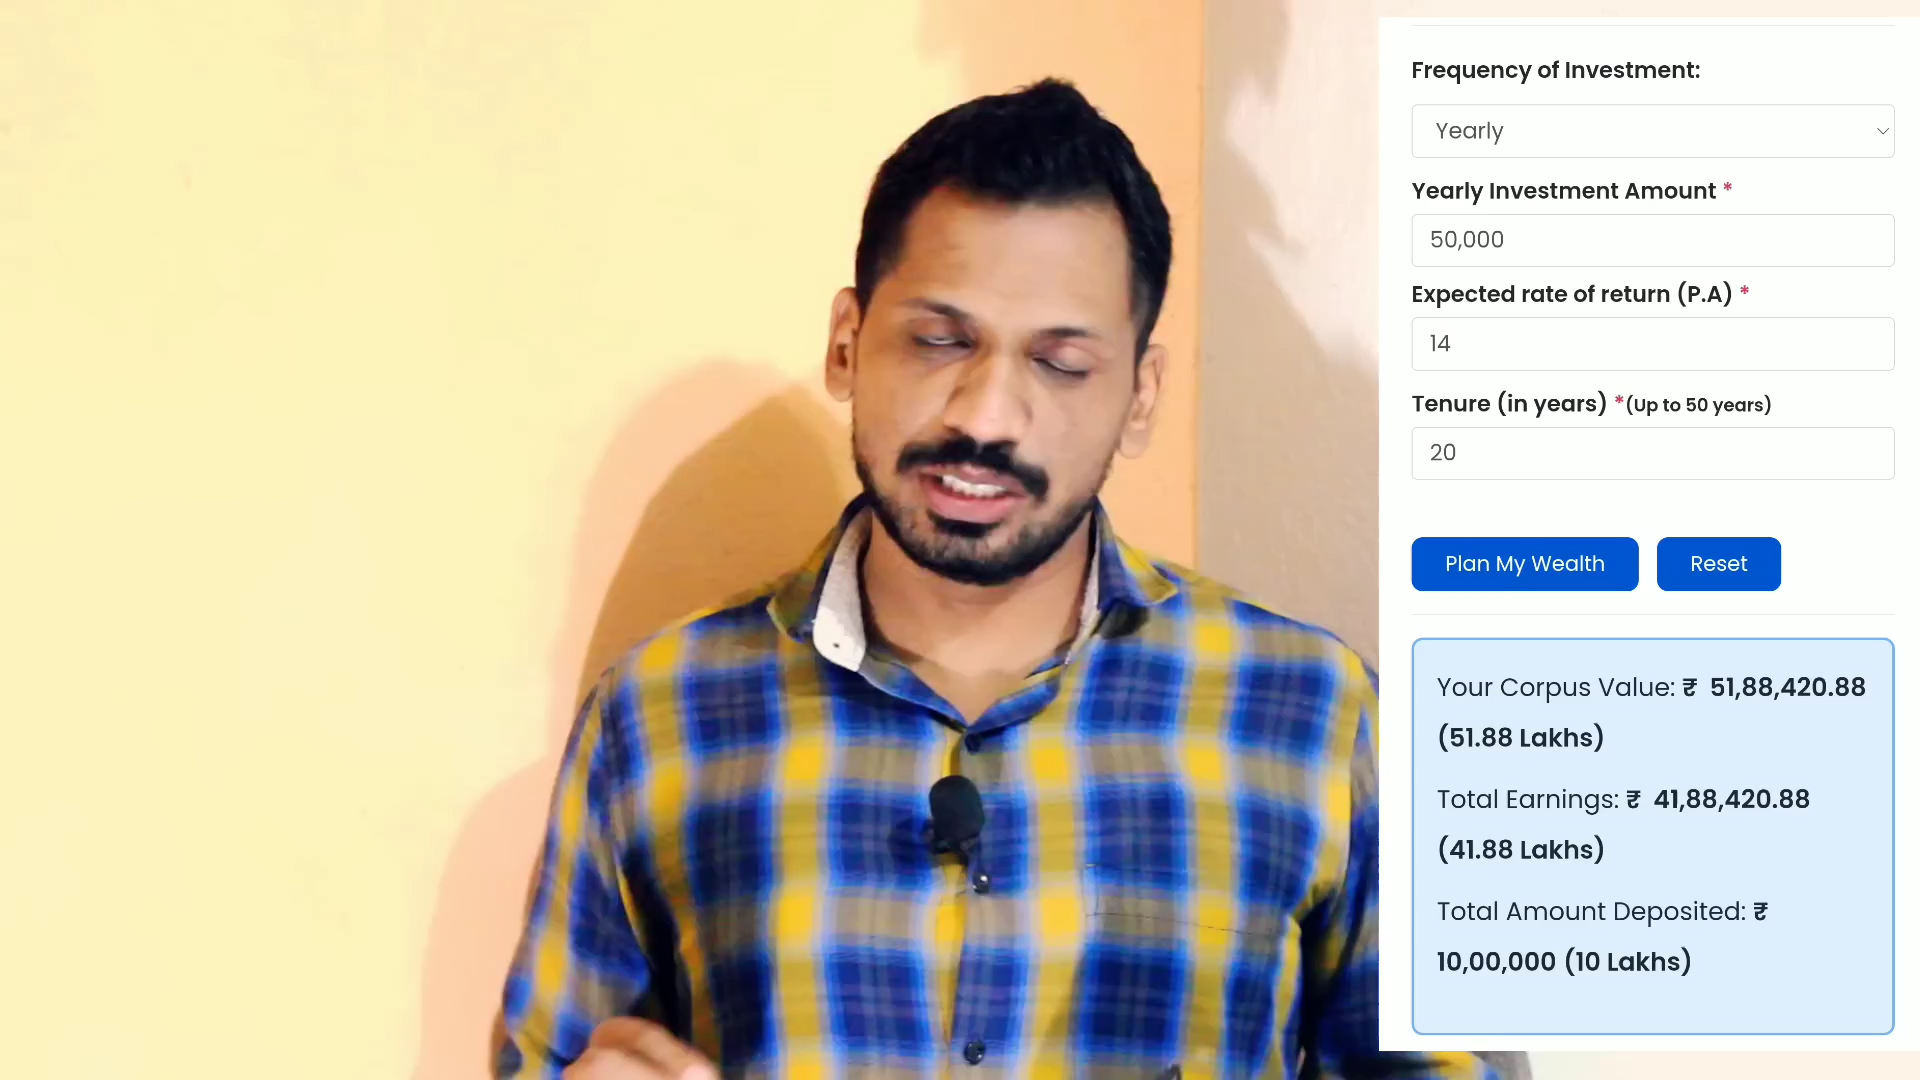 Frequency of Investment:
Yearly
Yearly Investment Amount *
50,000
Expected rate of return (P.A) *
14
Tenure (in years) *(Up to 50 years)
20
Plan My Wealth Reset
Your Corpus Value: ₹ 51,88,420.88
(51.88 Lakhs)
Total Earnings: ₹ 41,88,420.88
(41.88 Lakhs)
Total Amount Deposited: ₹
10,00,000 (10 Lakhs)